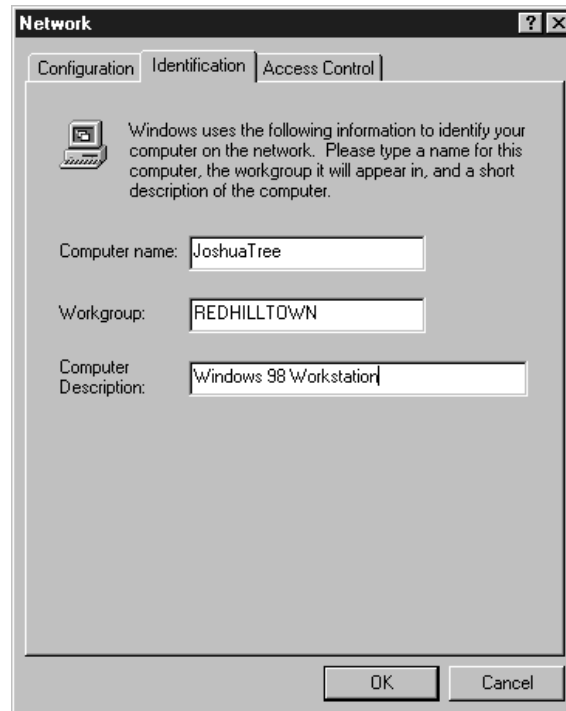 Network
Configuration Identification Access Control
Windows uses the following information to identify your
computer on the network. Please type a name for this
computer, the workgroup it will appear in, and a short
description of the computer.
Computer name: JoshuaTree
Workgroup: REDHILLTOWN
Computer
Description: Windows 98 Workstation
OK Cancel